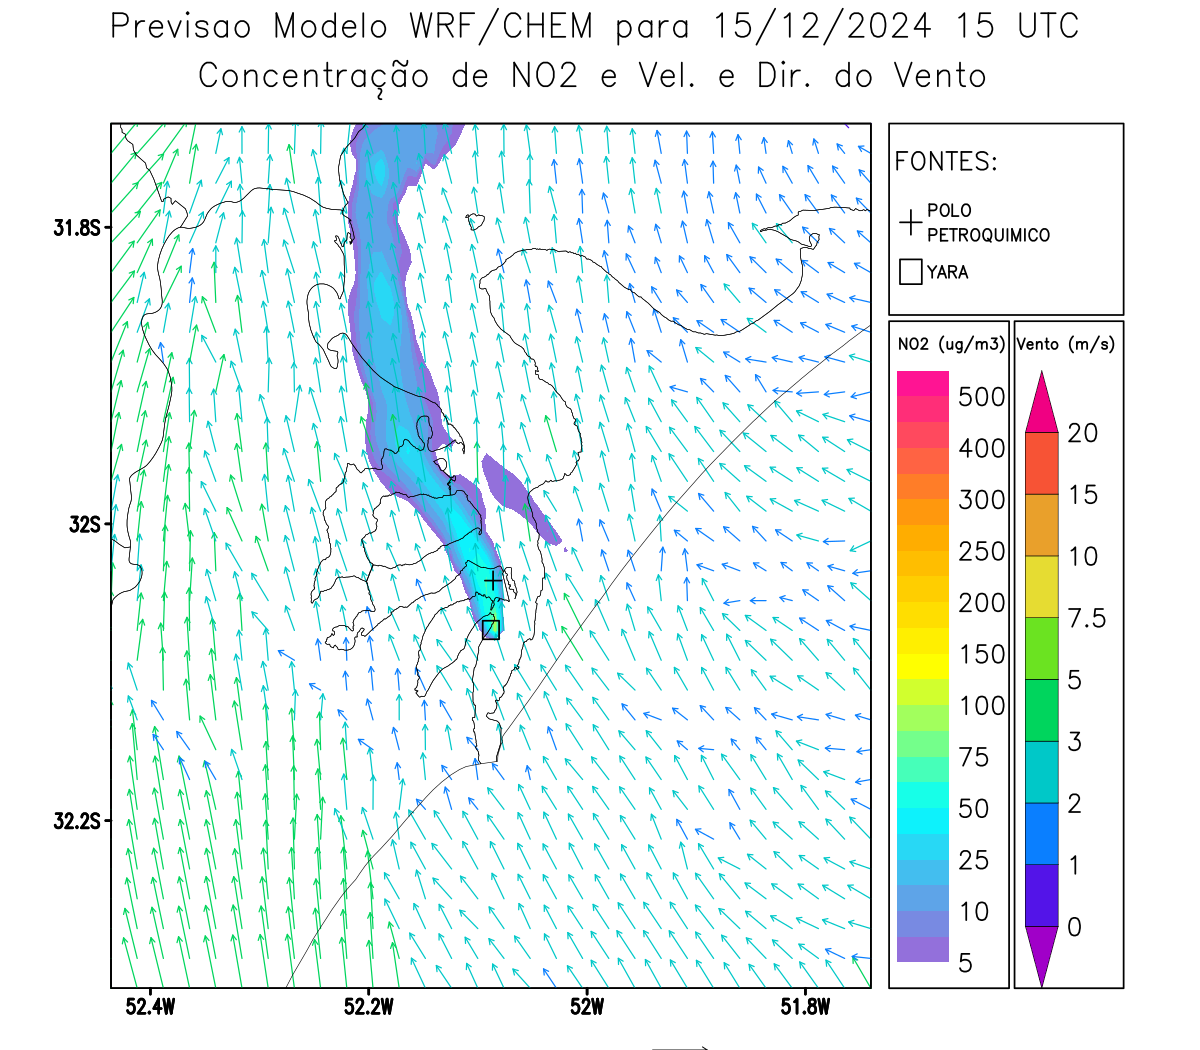 Previsao Modelo WRF/CHEM para 15/12/2024 15 UTC
Concentração de NO2 e Vel. e Dir. do Vento
FONTES:
POLO
PETROQUIMICO
YARA
NO2 (ug/m3)
500
400
300
250
200
150
100
75
50
25
10
5
Vento (m/s)
20
15
10
7.5
5
3
2
1
0
31.8S
32S
32.2S
52.4W
52.2W
52W
51.8W